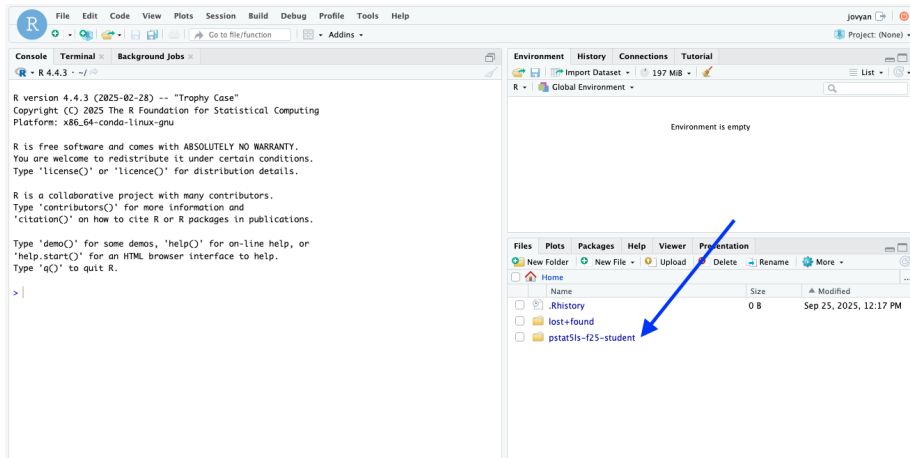 R
File Edit Code View Plots Session Build Debug Profile Tools Help
jovyan
Go to file/function
Addins
Project: (None)
Console Terminal Background Jobs
R 4.4.3 · ~/
R version 4.4.3 (2025-02-28) -- "Trophy Case"
Copyright (C) 2025 The R Foundation for Statistical Computing
Platform: x86_64-conda-linux-gnu
R is free software and comes with ABSOLUTELY NO WARRANTY.
You are welcome to redistribute it under certain conditions.
Type 'license()' or 'licence()' for distribution details.
R is a collaborative project with many contributors.
Type 'contributors()' for more information and
'citation()' on how to cite R or R packages in publications.
Type 'demo()' for some demos, 'help()' for on-line help, or
'help.start()' for an HTML browser interface to help.
Type 'q()' to quit R.
>
Environment History Connections Tutorial
Import Dataset 197 MiB List
R Global Environment
Environment is empty
Files Plots Packages Help Viewer Presentation
New Folder New File Upload Delete Rename More
Home ...
Name Size Modified
.Rhistory 0 B Sep 25, 2025, 12:17 PM
lost+found
pstat5ls-f25-student